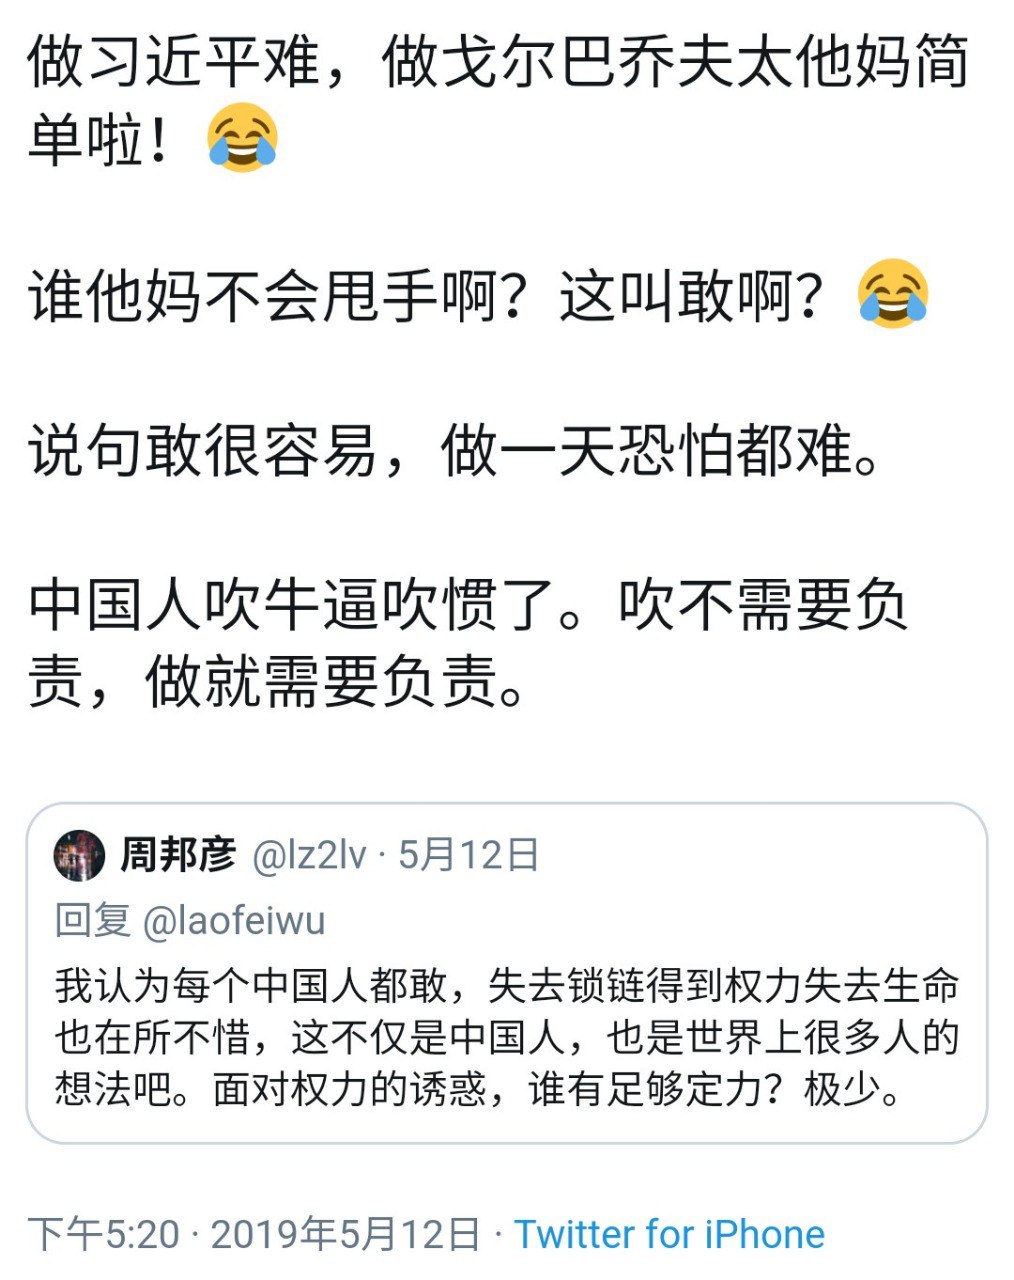 做习近平难，做戈尔巴乔夫太他妈简
单啦！😂
谁他妈不会甩手啊？这叫敢啊？😂
说句敢很容易，做一天恐怕都难。
中国人吹牛逼吹惯了。吹不需要负
责，做就需要负责。
周邦彦 @lz2lv · 5月12日
回复 @laofeiwu
我认为每个中国人都敢，失去锁链得到权力失去生命
也在所不惜，这不仅是中国人，也是世界上很多人的
想法吧。面对权力的诱惑，谁有足够定力？极少。
下午5:20 · 2019年5月12日 · Twitter for iPhone